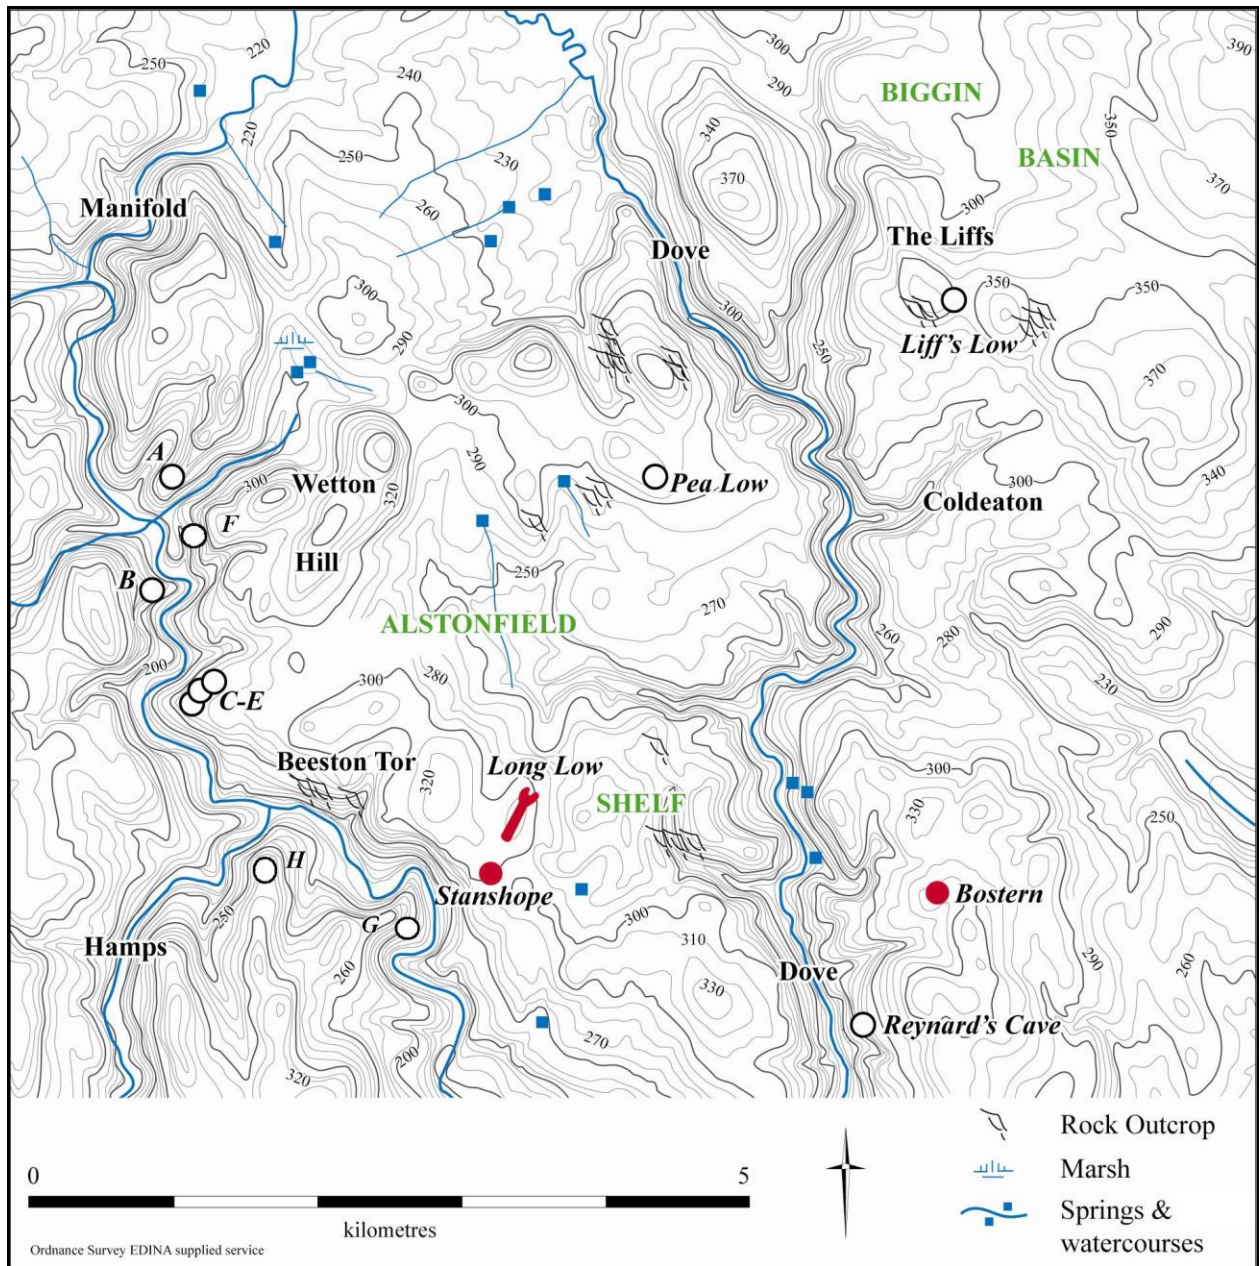 220
250
300
390
290
240
BIGGIN
220
340
350
250
230
BASIN
370
370
Manifold
260
300
The Liffs
Dove
300
350
350
300
290
250
Liff's Low
370
300
A
290
Pea Low
340
Wetton
300
320
300
Coldeaton
F
Hill
250
B
270
ALSTONFIELD
260
280
290
200
280
230
C-E
300
Beeston Tor
Long Low
300
320
SHELF
330
250
H
Stanshope
Bostern
250
G
300
310
Hamps
260
Dove
290
260
330
Reynard's Cave
270
200
320
Rock Outcrop
0
5
Marsh
Springs &
kilometres
watercourses
Ordnance Survey EDINA supplied service